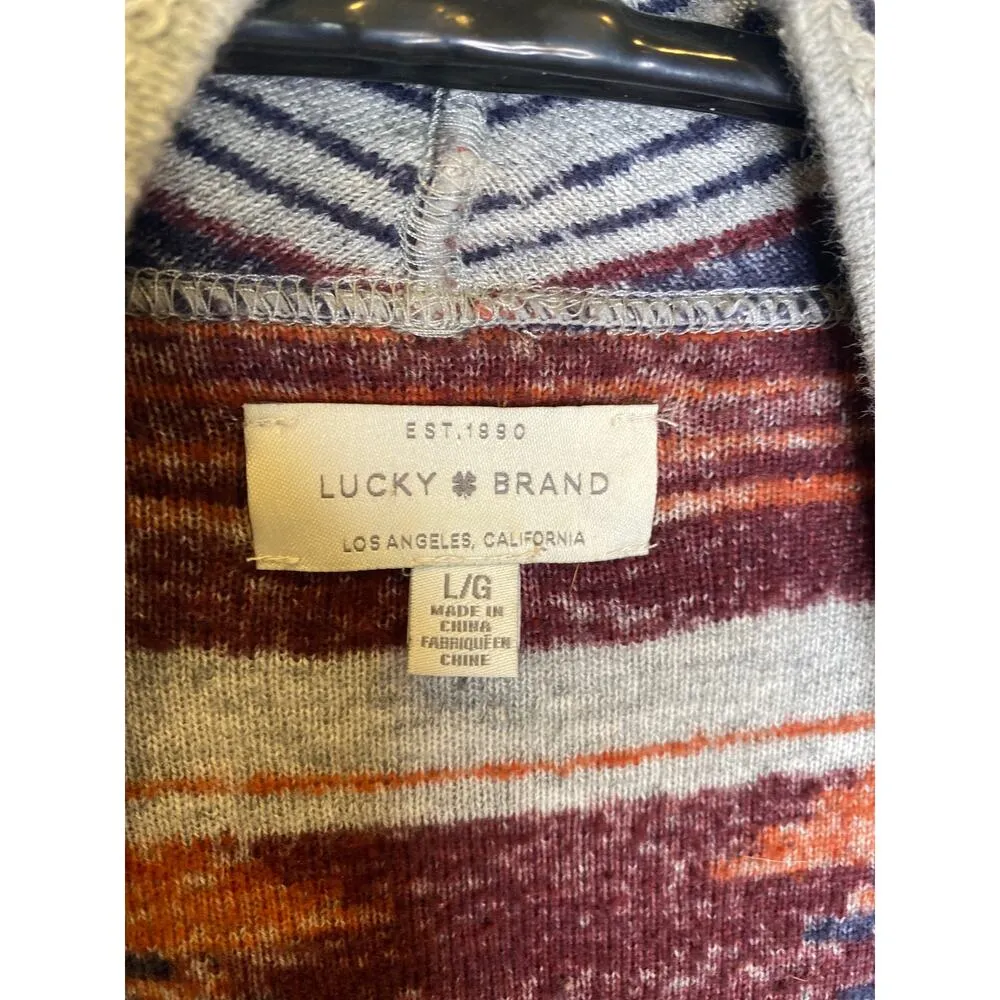 EST.1990
LUCKY BRAND
LOS ANGELES, CALIFORNIA
L/G
MADE IN
CHINA
FABRIQUÉ EN
CHINE